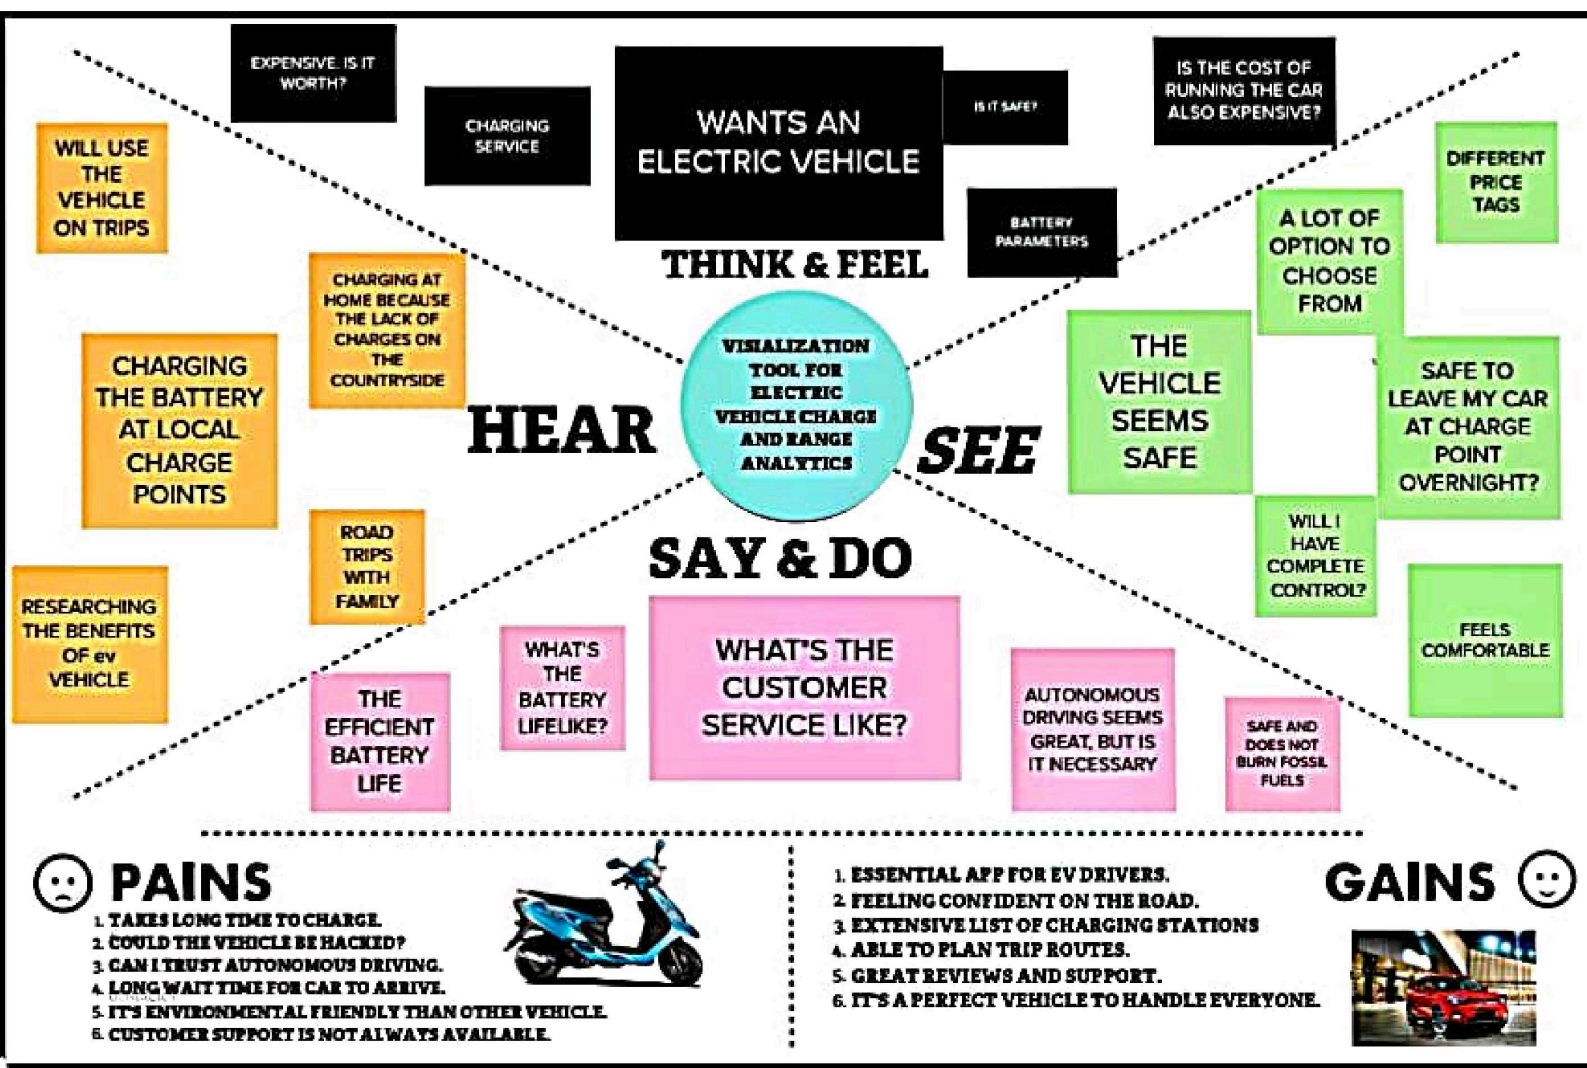 EXPENSIVE. IS IT
WORTH?
CHARGING
SERVICE
WANTS AN
ELECTRIC VEHICLE
IS IT SAFE?
IS THE COST OF
RUNNING THE CAR
ALSO EXPENSIVE?
BATTERY
PARAMETERS
THINK & FEEL
WILL USE
THE
VEHICLE
ON TRIPS
CHARGING AT
HOME BECAUSE
THE LACK OF
CHARGES ON
THE
COUNTRYSIDE
CHARGING
THE BATTERY
AT LOCAL
CHARGE
POINTS
HEAR
ROAD
TRIPS
WITH
FAMILY
RESEARCHING
THE BENEFITS
OF ev
VEHICLE
VISIALIZATION
TOOL FOR
ELECTRIC
VEHICLE CHARGE
AND RANGE
ANALYTICS
SEE
DIFFERENT
PRICE
TAGS
A LOT OF
OPTION TO
CHOOSE
FROM
THE
VEHICLE
SEEMS
SAFE
SAFE TO
LEAVE MY CAR
AT CHARGE
POINT
OVERNIGHT?
WILL I
HAVE
COMPLETE
CONTROL?
FEELS
COMFORTABLE
SAY & DO
THE
EFFICIENT
BATTERY
LIFE
WHAT'S
THE
BATTERY
LIFELIKE?
WHAT'S THE
CUSTOMER
SERVICE LIKE?
AUTONOMOUS
DRIVING SEEMS
GREAT, BUT IS
IT NECESSARY
SAFE AND
DOES NOT
BURN FOSSIL
FUELS
PAINS
1. TAKES LONG TIME TO CHARGE.
2. COULD THE VEHICLE BE HACKED?
3. CAN I TRUST AUTONOMOUS DRIVING.
4. LONG WAIT TIME FOR CAR TO ARRIVE.
5. IT'S ENVIRONMENTAL FRIENDLY THAN OTHER VEHICLE.
6. CUSTOMER SUPPORT IS NOT ALWAYS AVAILABLE.
GAINS
1. ESSENTIAL APP FOR EV DRIVERS.
2. FEELING CONFIDENT ON THE ROAD.
3. EXTENSIVE LIST OF CHARGING STATIONS
4. ABLE TO PLAN TRIP ROUTES.
5. GREAT REVIEWS AND SUPPORT.
6. IT'S A PERFECT VEHICLE TO HANDLE EVERYONE.